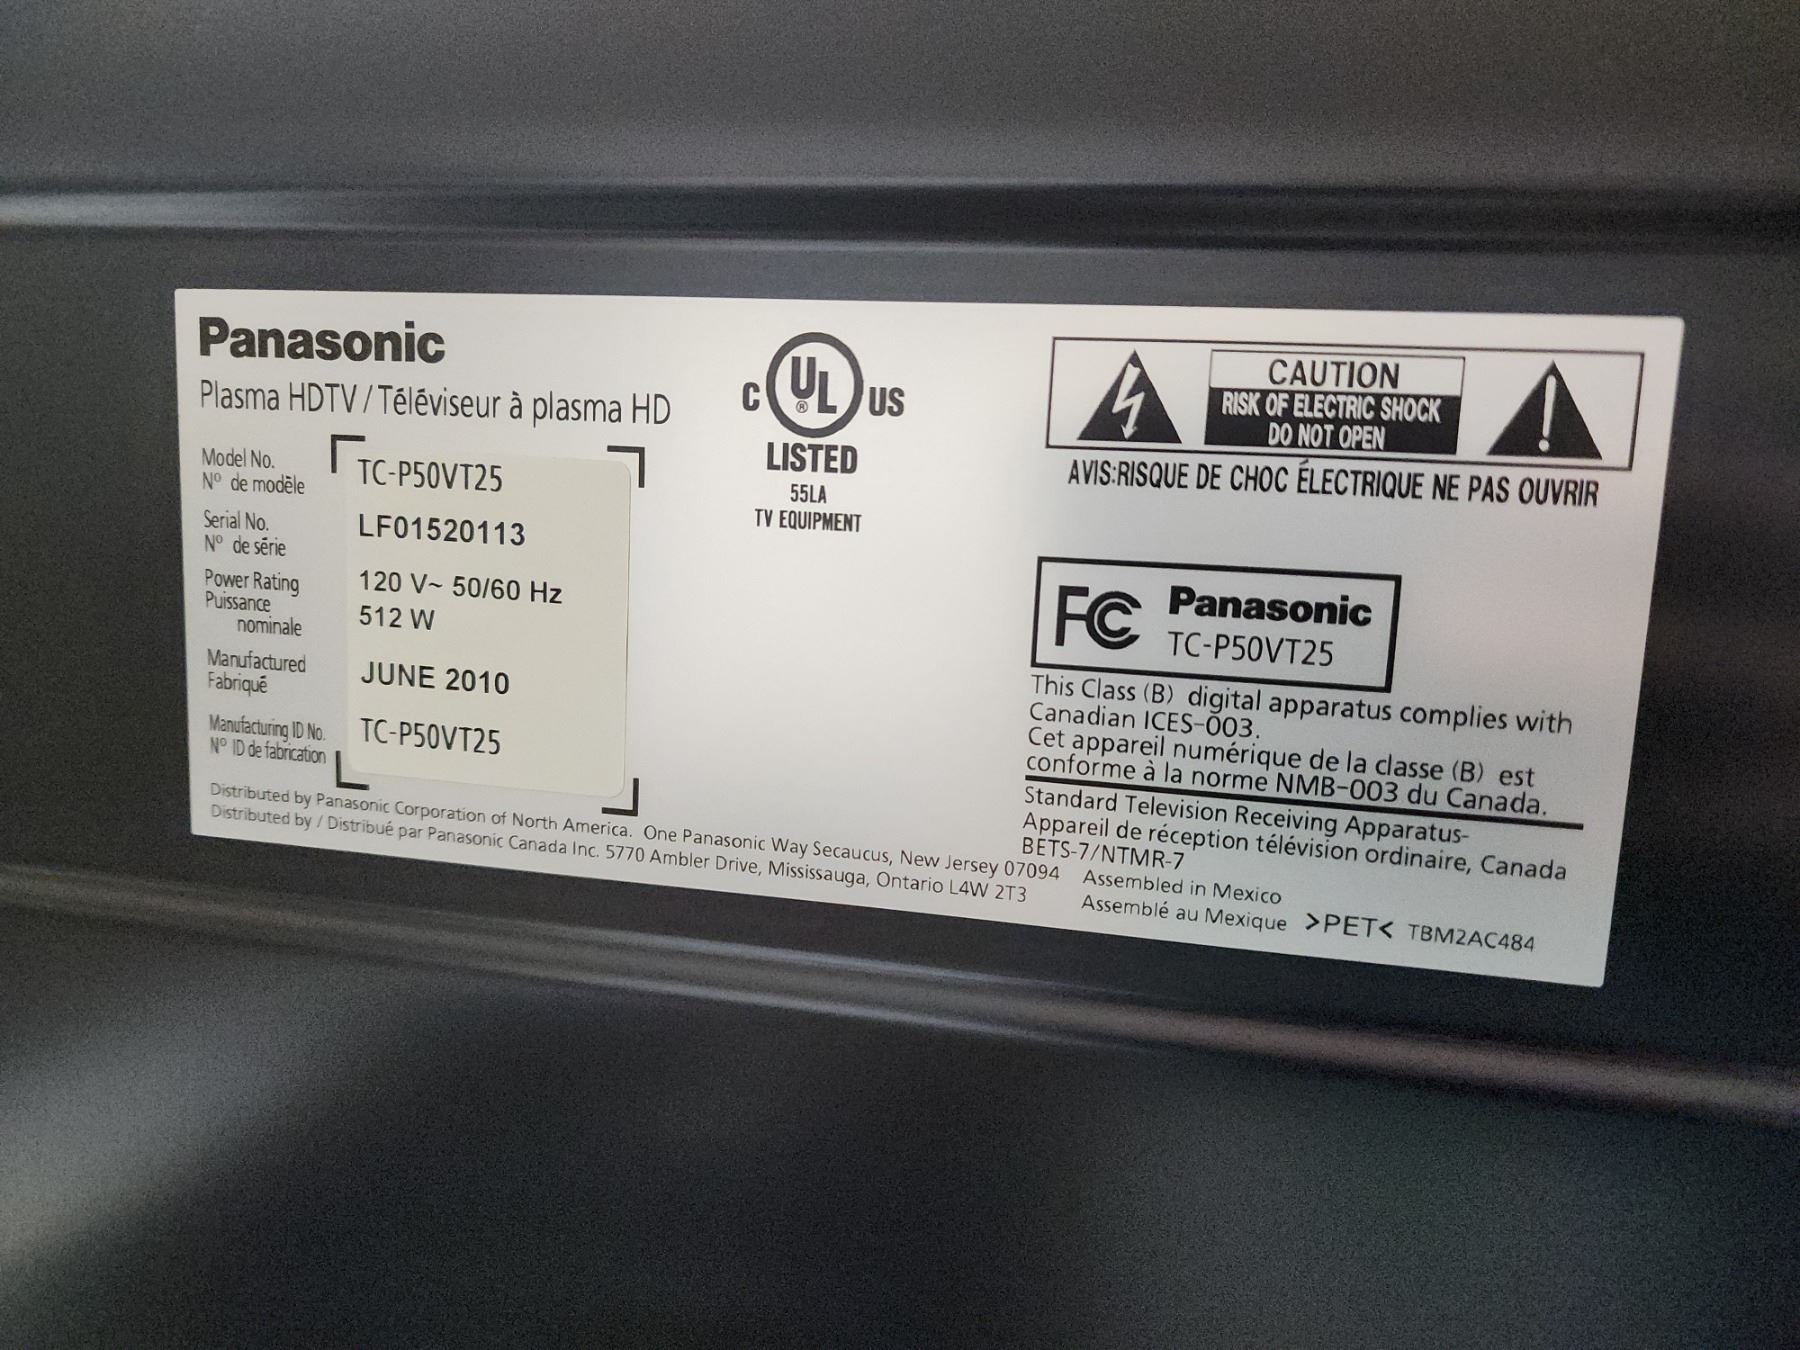 Panasonic
Plasma HDTV / Téléviseur à plasma HD
Model No.
Nº de modèle
TC-P50VT25
Serial No.
Nº de série
LF01520113
Power Rating
Puissance
nominale
120 V~ 50/60 Hz
512 W
Manufactured
Fabriqué
JUNE 2010
Manufacturing ID No.
Nº ID de fabrication
TC-P50VT25
C UL ® US
LISTED
55LA
TV EQUIPMENT
CAUTION
RISK OF ELECTRIC SHOCK
DO NOT OPEN
AVIS:RISQUE DE CHOC ÉLECTRIQUE NE PAS OUVRIR
FC Panasonic
TC-P50VT25
This Class (B) digital apparatus complies with
Canadian ICES-003.
Cet appareil numérique de la classe (B) est
conforme à la norme NMB-003 du Canada.
Standard Television Receiving Apparatus-
Appareil de réception télévision ordinaire, Canada
BETS-7/NTMR-7
Distributed by Panasonic Corporation of North America. One Panasonic Way Secaucus, New Jersey 07094
Distributed by / Distribué par Panasonic Canada Inc. 5770 Ambler Drive, Mississauga, Ontario L4W 2T3
Assembled in Mexico
Assemblé au Mexique >PET< TBM2AC484